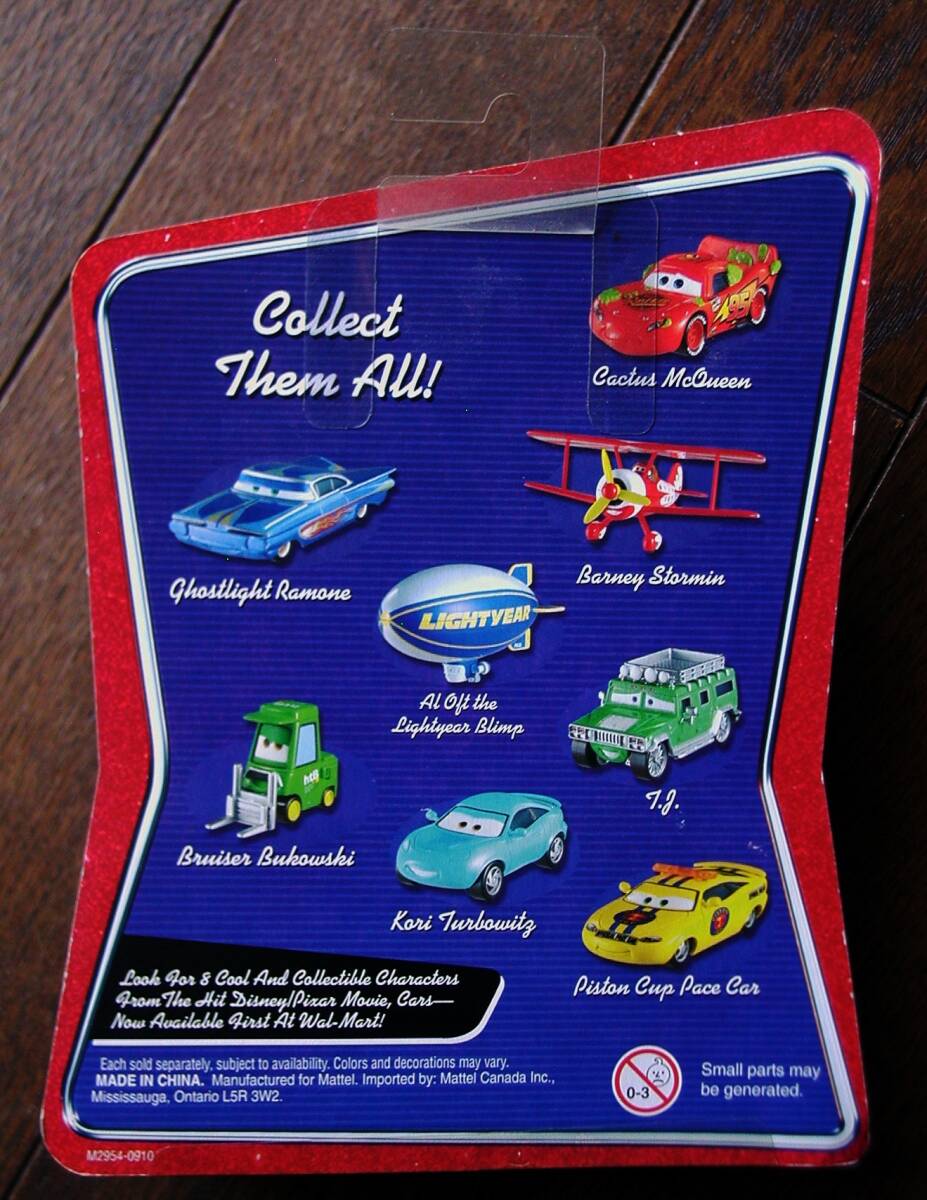 Collect
Them All!
95
Cactus McQueen
Ghostlight Ramone
Barney Stormin
LIGHTYEAR
Al Oft the
Lightyear Blimp
T.J.
htB
Bruiser Bukowski
Kori Turbowitz
Piston Cup Pace Car
Look For 8 Cool And Collectible Characters
From The Hit Disney/Pixar Movie, Cars—
Now Available First At Wal-Mart!
Each sold separately, subject to availability. Colors and decorations may vary.
MADE IN CHINA. Manufactured for Mattel. Imported by: Mattel Canada Inc.,
Mississauga, Ontario L5R 3W2.
0-3
Small parts may
be generated.
M2954-0910